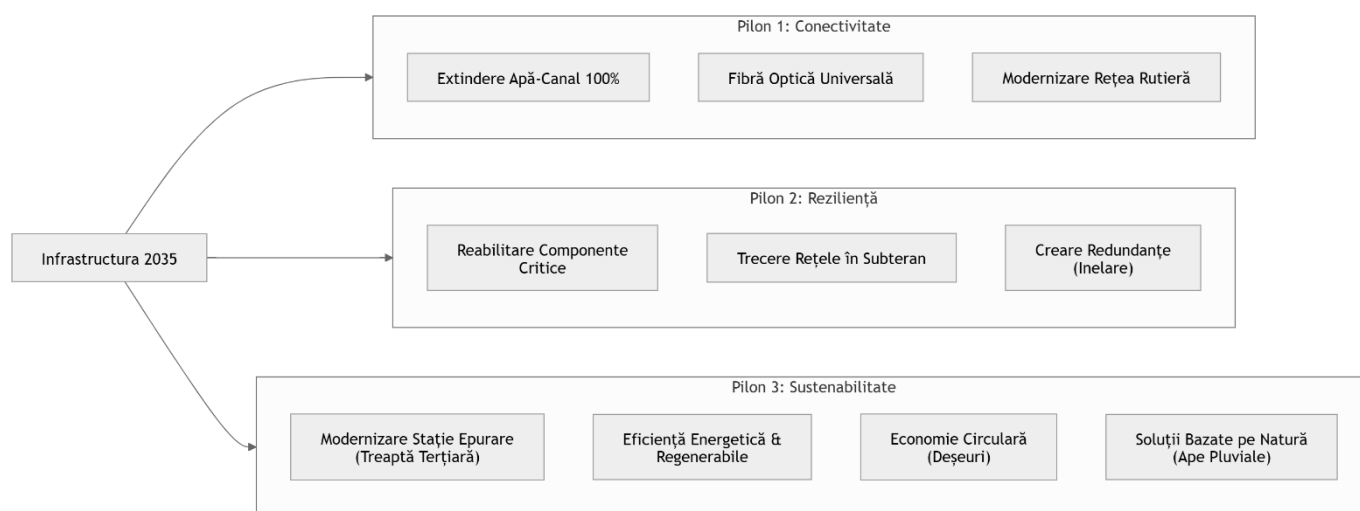 Pilon 1: Conectivitate
Extindere Apă-Canal 100%
Fibră Optică Universală
Modernizare Rețea Rutieră
Infrastructura 2035
Pilon 2: Reziliență
Reabilitare Componente
Critice
Trecere Rețele în Subteran
Creare Redundanțe
(Inelare)
Pilon 3: Sustenabilitate
Modernizare Stație Epurare
(Treaptă Terțiară)
Eficiență Energetică &
Regenerabile
Economie Circulară
(Deșeuri)
Soluții Bazate pe Natură
(Ape Pluviale)